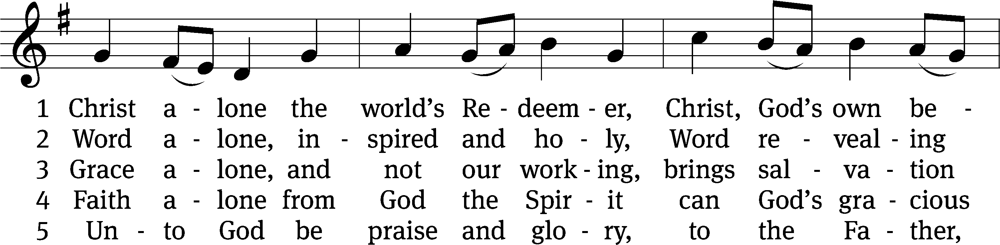 1 Christ a - lone the world’s Re - deem - er, Christ, God’s own be -
2 Word a - lone, in - spired and ho - ly, Word re - veal - ing
3 Grace a - lone, and not our work - ing, brings sal - va - tion
4 Faith a - lone from God the Spir - it can God’s gra - cious
5 Un - to God be praise and glo - ry, to the Fa - ther,